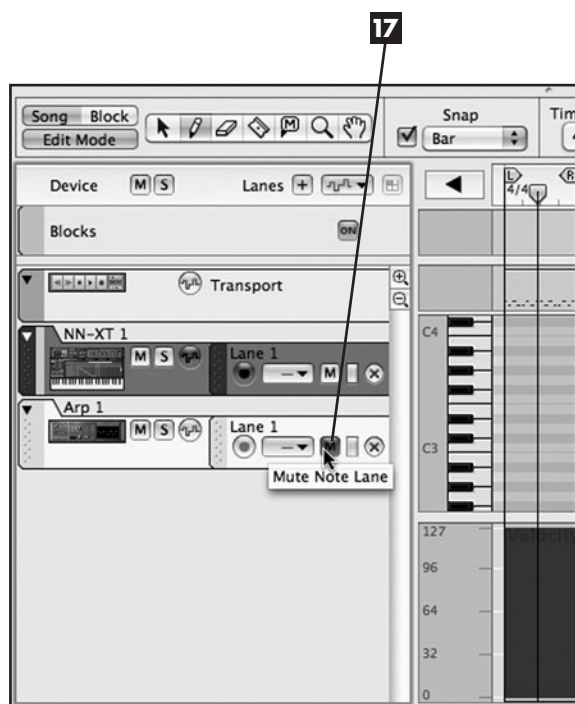 17
Song Block
Edit Mode
M
Snap
Bar
Tim
Device M S Lanes +
L
R
4/4
Blocks ON
Transport
NN-XT 1
M S Lane 1
M
C4
Arp 1
M S Lane 1
M
C3
Mute Note Lane
127
Velocity
96
64
32
0